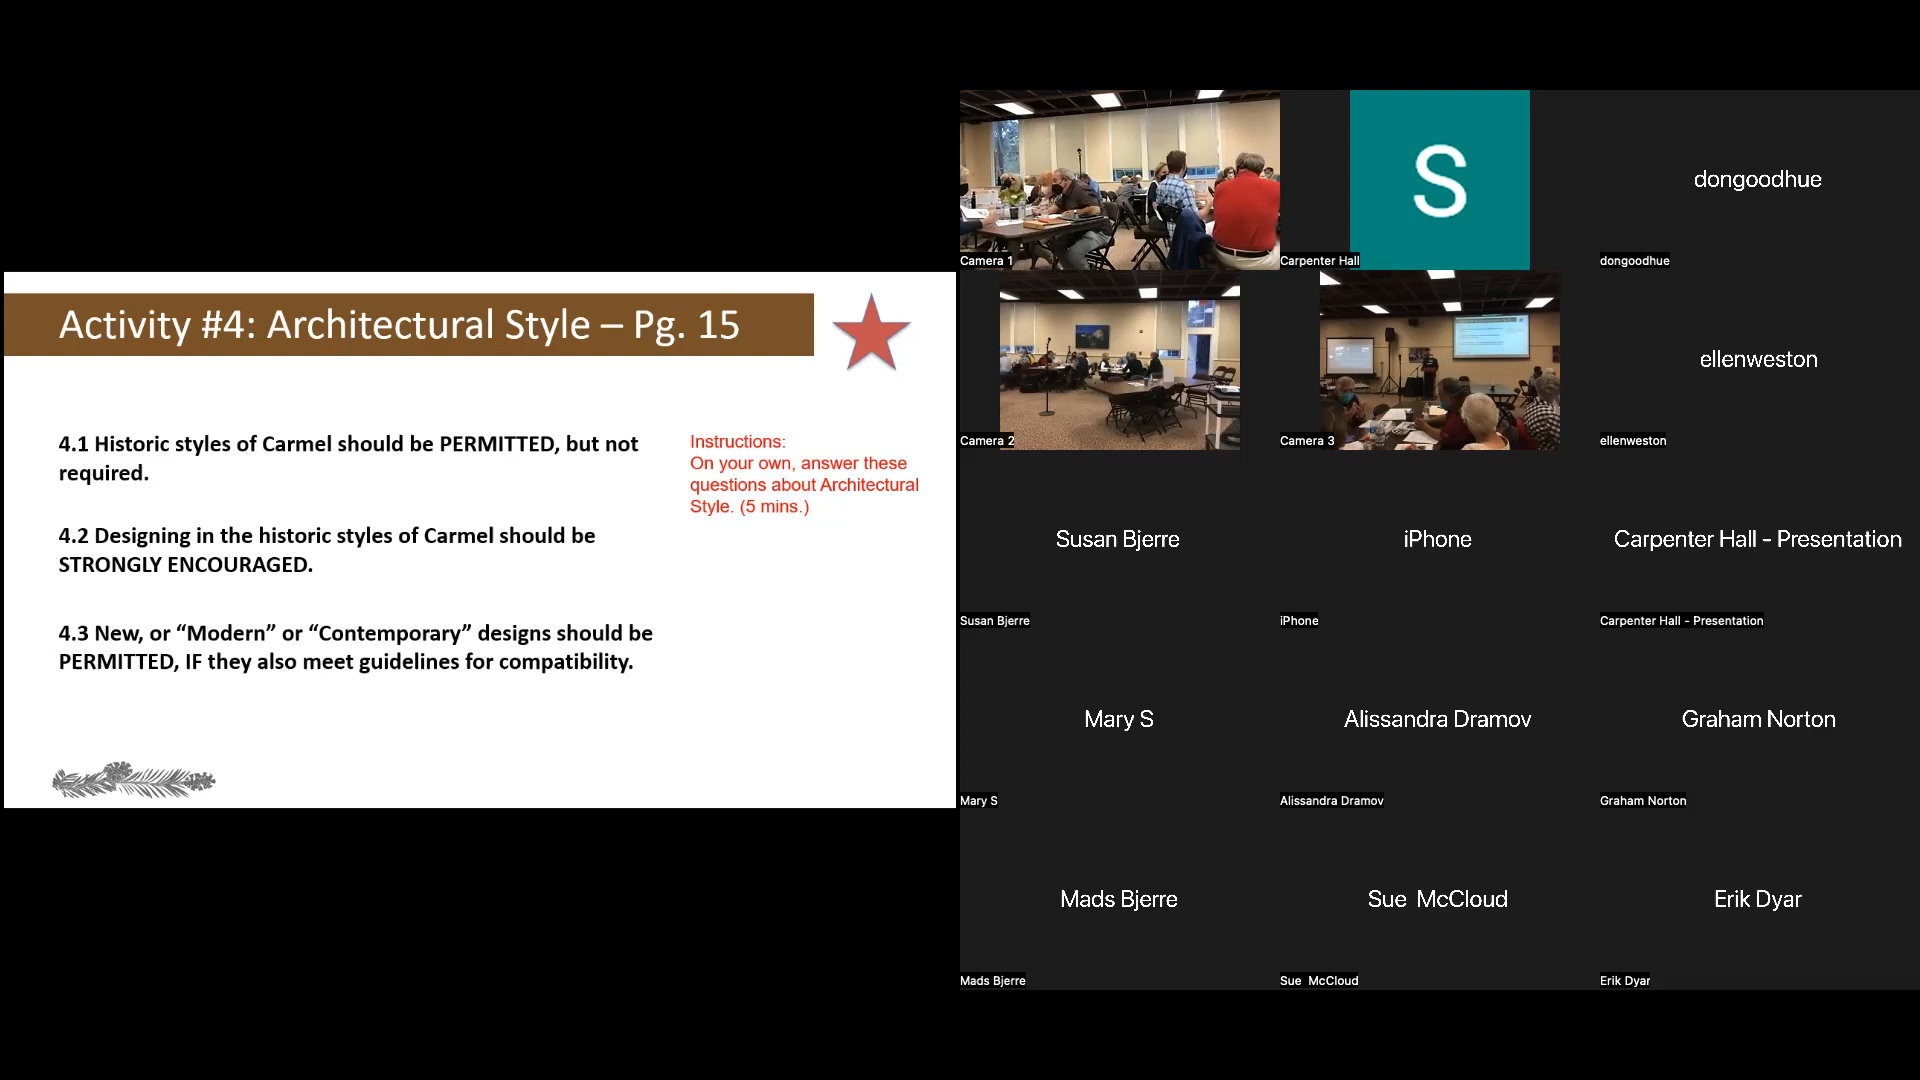 Activity #4: Architectural Style – Pg. 15
4.1 Historic styles of Carmel should be PERMITTED, but not
required.
4.2 Designing in the historic styles of Carmel should be
STRONGLY ENCOURAGED.
4.3 New, or “Modern” or “Contemporary” designs should be
PERMITTED, IF they also meet guidelines for compatibility.
Instructions:
On your own, answer these
questions about Architectural
Style. (5 mins.)
Camera 1
S
Carpenter Hall
dongoodhue
dongoodhue
Camera 2
Camera 3
ellenweston
ellenweston
Susan Bjerre
Susan Bjerre
iPhone
iPhone
Carpenter Hall - Presentation
Carpenter Hall - Presentation
Mary S
Mary S
Alissandra Dramov
Alissandra Dramov
Graham Norton
Graham Norton
Mads Bjerre
Mads Bjerre
Sue McCloud
Sue McCloud
Erik Dyar
Erik Dyar